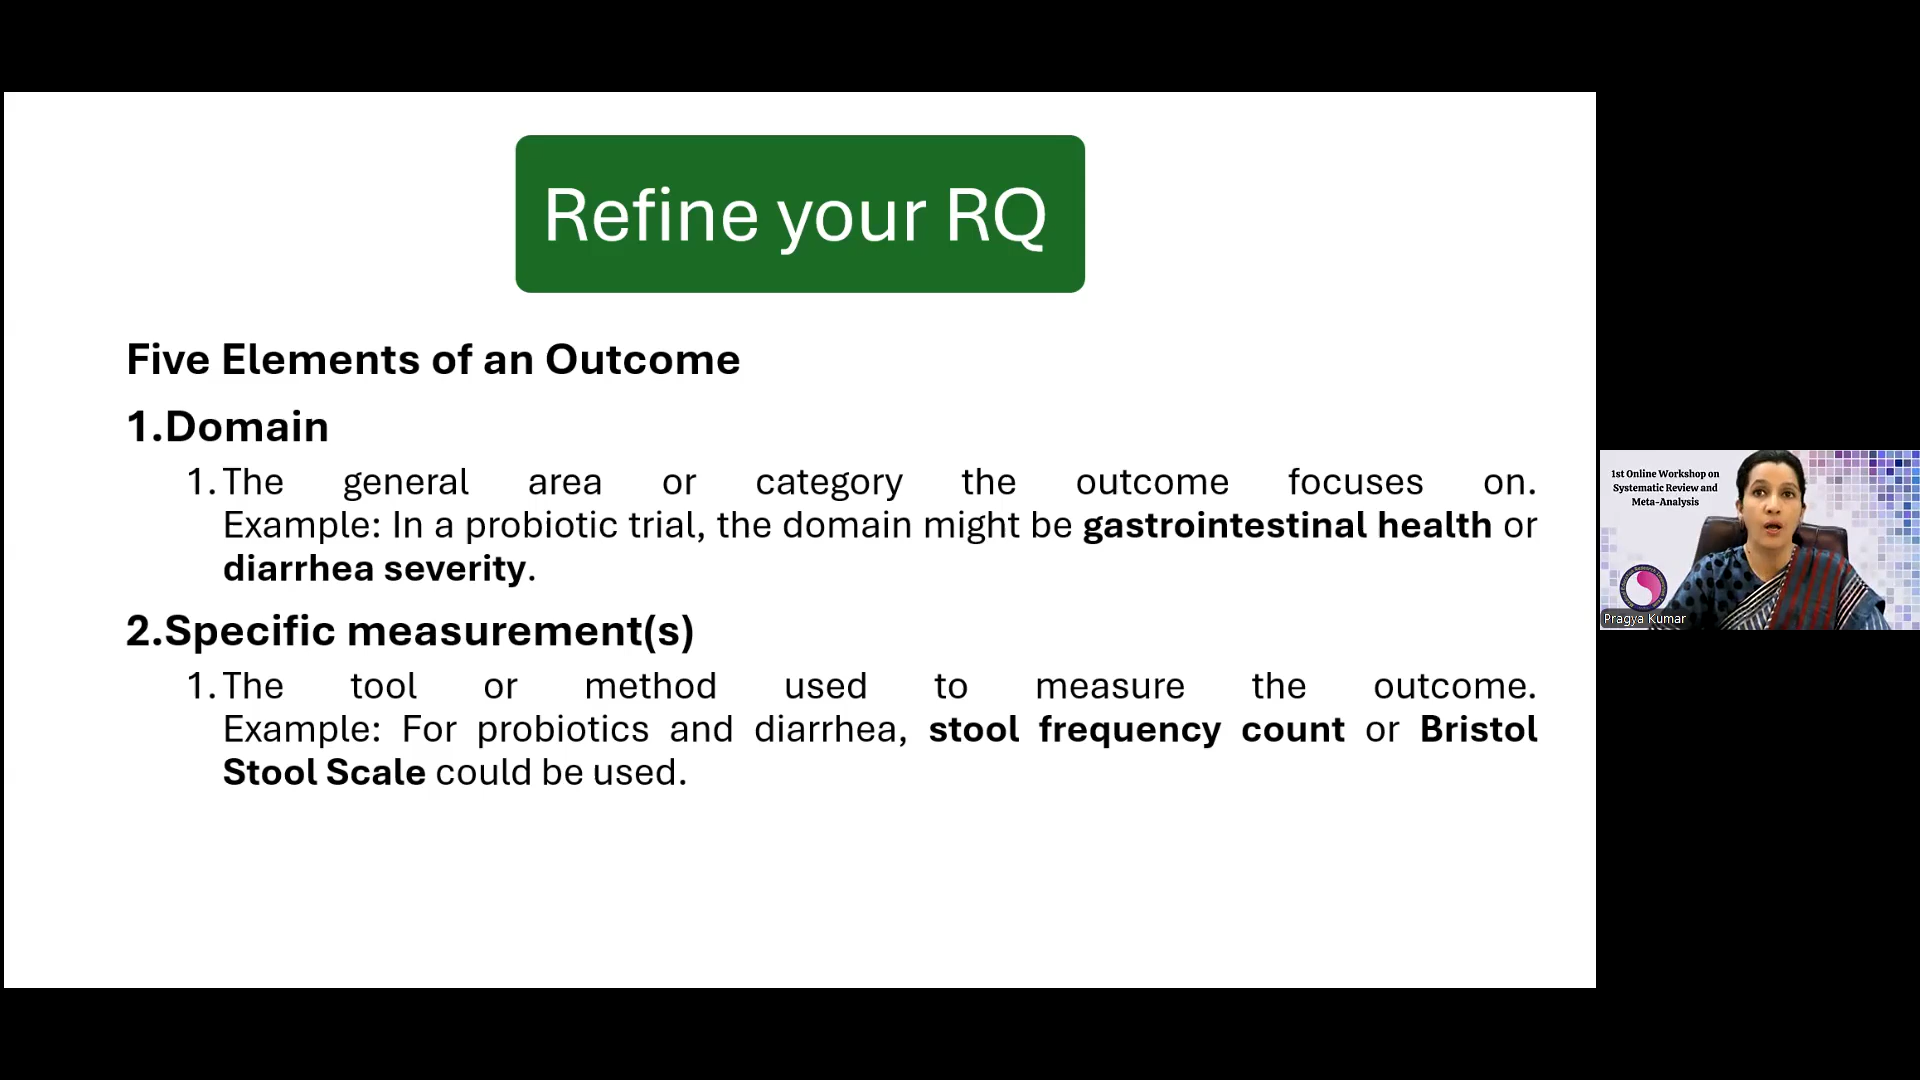 Refine your RQ
Five Elements of an Outcome
1.Domain
1. The general area or category the outcome focuses on.
Example: In a probiotic trial, the domain might be gastrointestinal health or
diarrhea severity.
2.Specific measurement(s)
1. The tool or method used to measure the outcome.
Example: For probiotics and diarrhea, stool frequency count or Bristol
Stool Scale could be used.
1st Online Workshop on
Systematic Review and
Meta-Analysis
Pragya Kumar